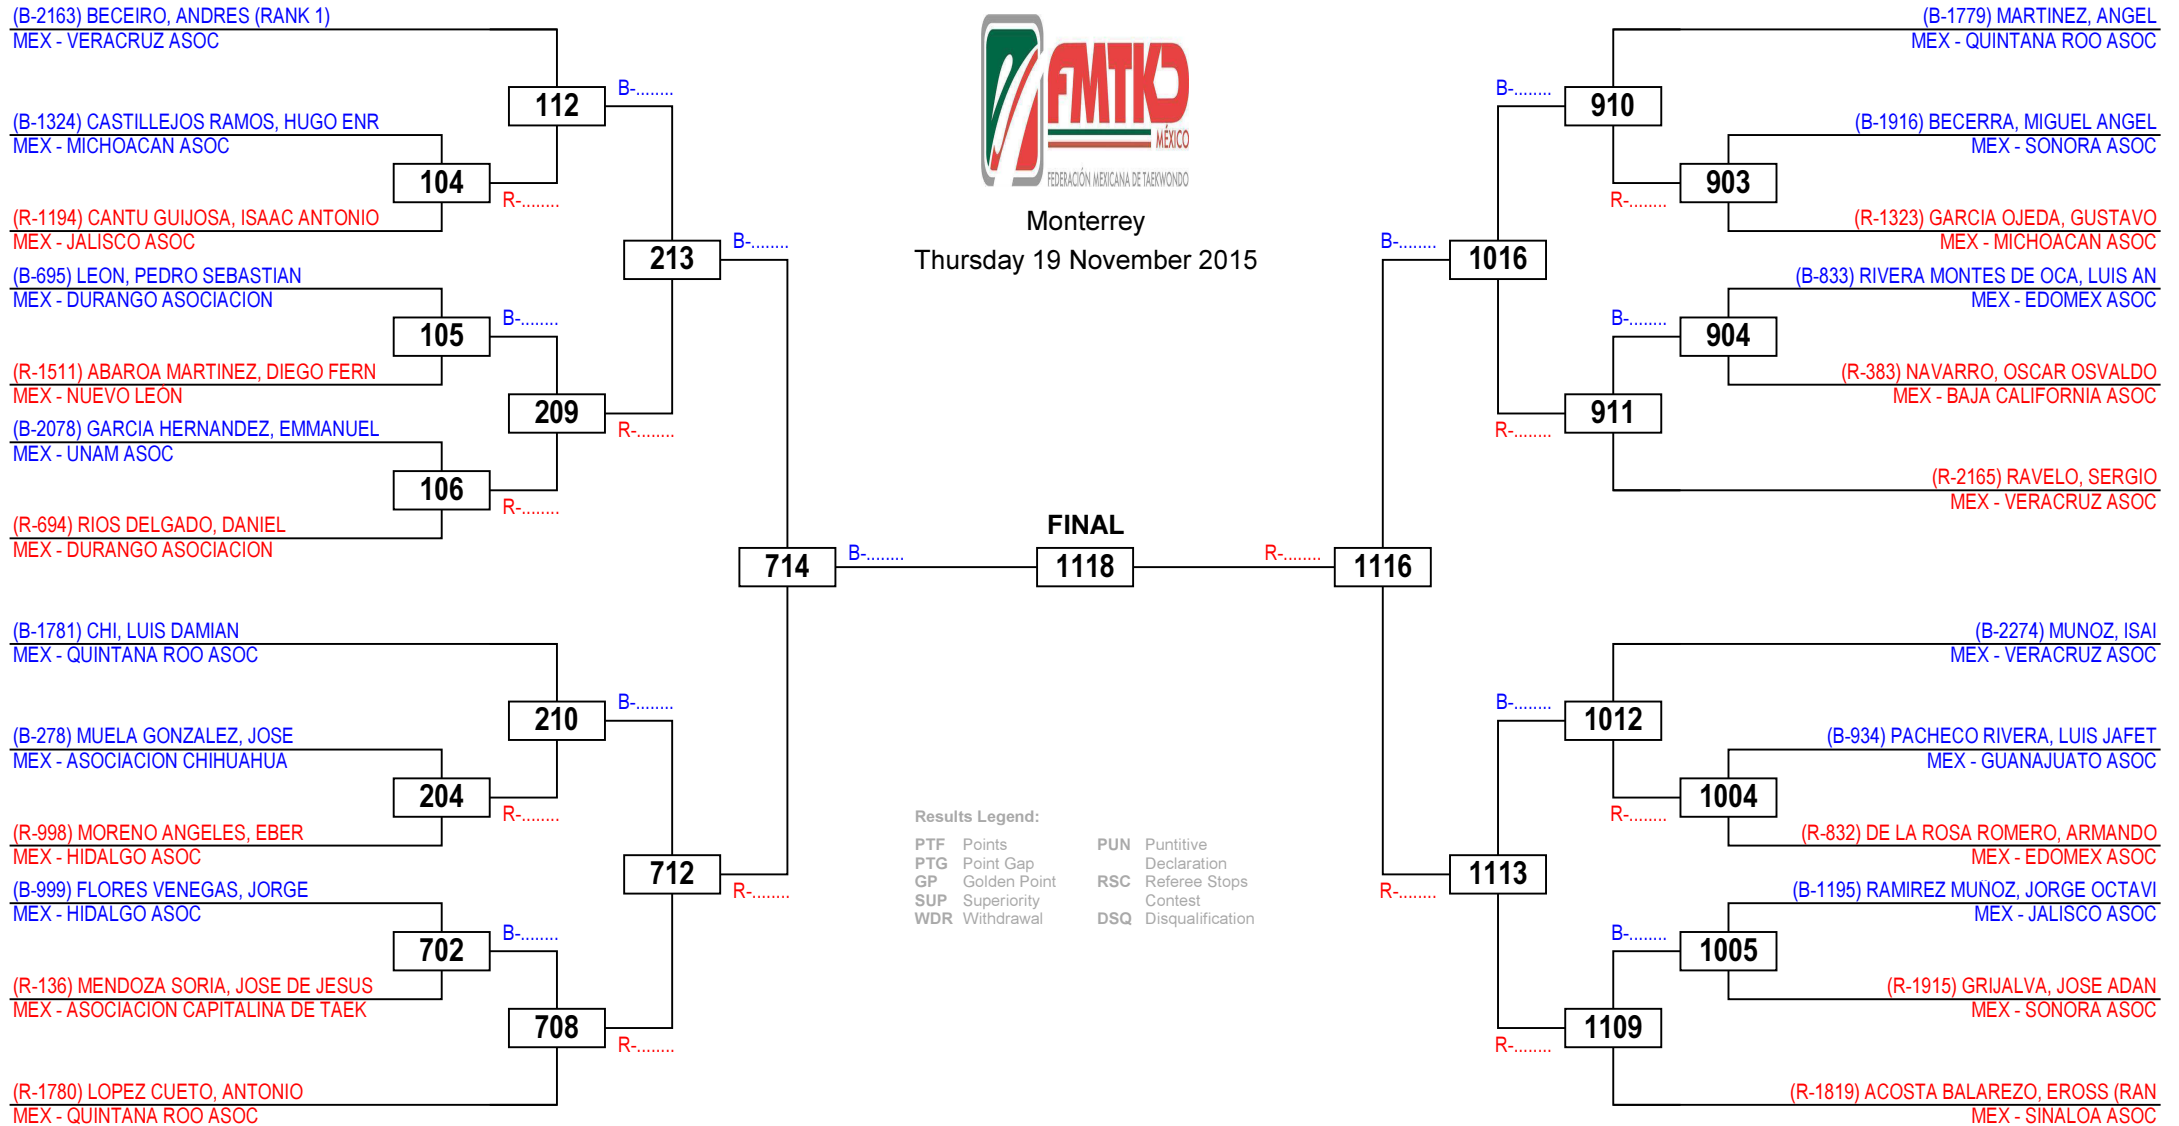 (B-2163) BECEIRO, ANDRES (RANK 1)
MEX - VERACRUZ ASOC
112
B-........
(B-1324) CASTILLEJOS RAMOS, HUGO ENR
MEX - MICHOACAN ASOC
104
R-........
(R-1194) CANTU GUIJOSA, ISAAC ANTONIO
MEX - JALISCO ASOC
213
B-........
(B-695) LEON, PEDRO SEBASTIAN
MEX - DURANGO ASOCIACION
105
B-........
(R-1511) ABAROA MARTINEZ, DIEGO FERN
MEX - NUEVO LEÓN
209
R-........
(B-2078) GARCIA HERNANDEZ, EMMANUEL
MEX - UNAM ASOC
106
R-........
(R-694) RIOS DELGADO, DANIEL
MEX - DURANGO ASOCIACION
714
B-........
(B-1781) CHI, LUIS DAMIAN
MEX - QUINTANA ROO ASOC
210
B-........
(B-278) MUELA GONZALEZ, JOSE
MEX - ASOCIACION CHIHUAHUA
204
R-........
(R-998) MORENO ANGELES, EBER
MEX - HIDALGO ASOC
712
R-........
(B-999) FLORES VENEGAS, JORGE
MEX - HIDALGO ASOC
702
B-........
(R-136) MENDOZA SORIA, JOSE DE JESUS
MEX - ASOCIACION CAPITALINA DE TAEK
708
R-........
(R-1780) LOPEZ CUETO, ANTONIO
MEX - QUINTANA ROO ASOC
FMTKD
MÉXICO
FEDERACIÓN MEXICANA DE TAEKWONDO
Monterrey
Thursday 19 November 2015
FINAL
1118
Results Legend:
PTF Points
PTG Point Gap
GP Golden Point
SUP Superiority
WDR Withdrawal
PUN Puntitive
Declaration
RSC Referee Stops
Contest
DSQ Disqualification
(B-1779) MARTINEZ, ANGEL
MEX - QUINTANA ROO ASOC
B-........
910
(B-1916) BECERRA, MIGUEL ANGEL
MEX - SONORA ASOC
903
R-........
(R-1323) GARCIA OJEDA, GUSTAVO
MEX - MICHOACAN ASOC
B-........
1016
(B-833) RIVERA MONTES DE OCA, LUIS AN
MEX - EDOMEX ASOC
B-........
904
(R-383) NAVARRO, OSCAR OSVALDO
MEX - BAJA CALIFORNIA ASOC
911
R-........
(R-2165) RAVELO, SERGIO
MEX - VERACRUZ ASOC
R-........
1116
(B-2274) MUNOZ, ISAI
MEX - VERACRUZ ASOC
B-........
1012
(B-934) PACHECO RIVERA, LUIS JAFET
MEX - GUANAJUATO ASOC
1004
R-........
(R-832) DE LA ROSA ROMERO, ARMANDO
MEX - EDOMEX ASOC
1113
R-........
(B-1195) RAMIREZ MUÑOZ, JORGE OCTAVI
MEX - JALISCO ASOC
B-........
1005
(R-1915) GRIJALVA, JOSE ADAN
MEX - SONORA ASOC
1109
R-........
(R-1819) ACOSTA BALAREZO, EROSS (RAN
MEX - SINALOA ASOC